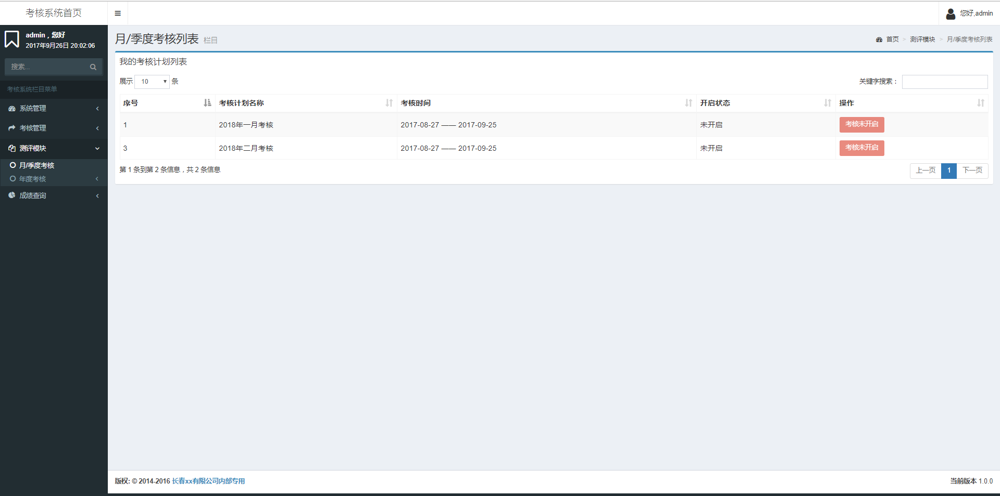 考核系统首页
您好,admin
admin，您好
2017年9月26日 20:02:06
搜索...
考核系统栏目菜单
系统管理
考核管理
测评模块
月/季度考核
年度考核
成绩查询
月/季度考核列表 栏目
首页 > 测评模块 > 月/季度考核列表
我的考核计划列表
展示 10 条
关键字搜索：
序号 考核计划名称 考核时间 开启状态 操作
1 2018年一月考核 2017-08-27 —— 2017-09-25 未开启 考核未开启
3 2018年二月考核 2017-08-27 —— 2017-09-25 未开启 考核未开启
第 1 条到第 2 条信息，共 2 条信息
上一页 1 下一页
版权: © 2014-2016 长春xx有限公司内部专用
当前版本 1.0.0